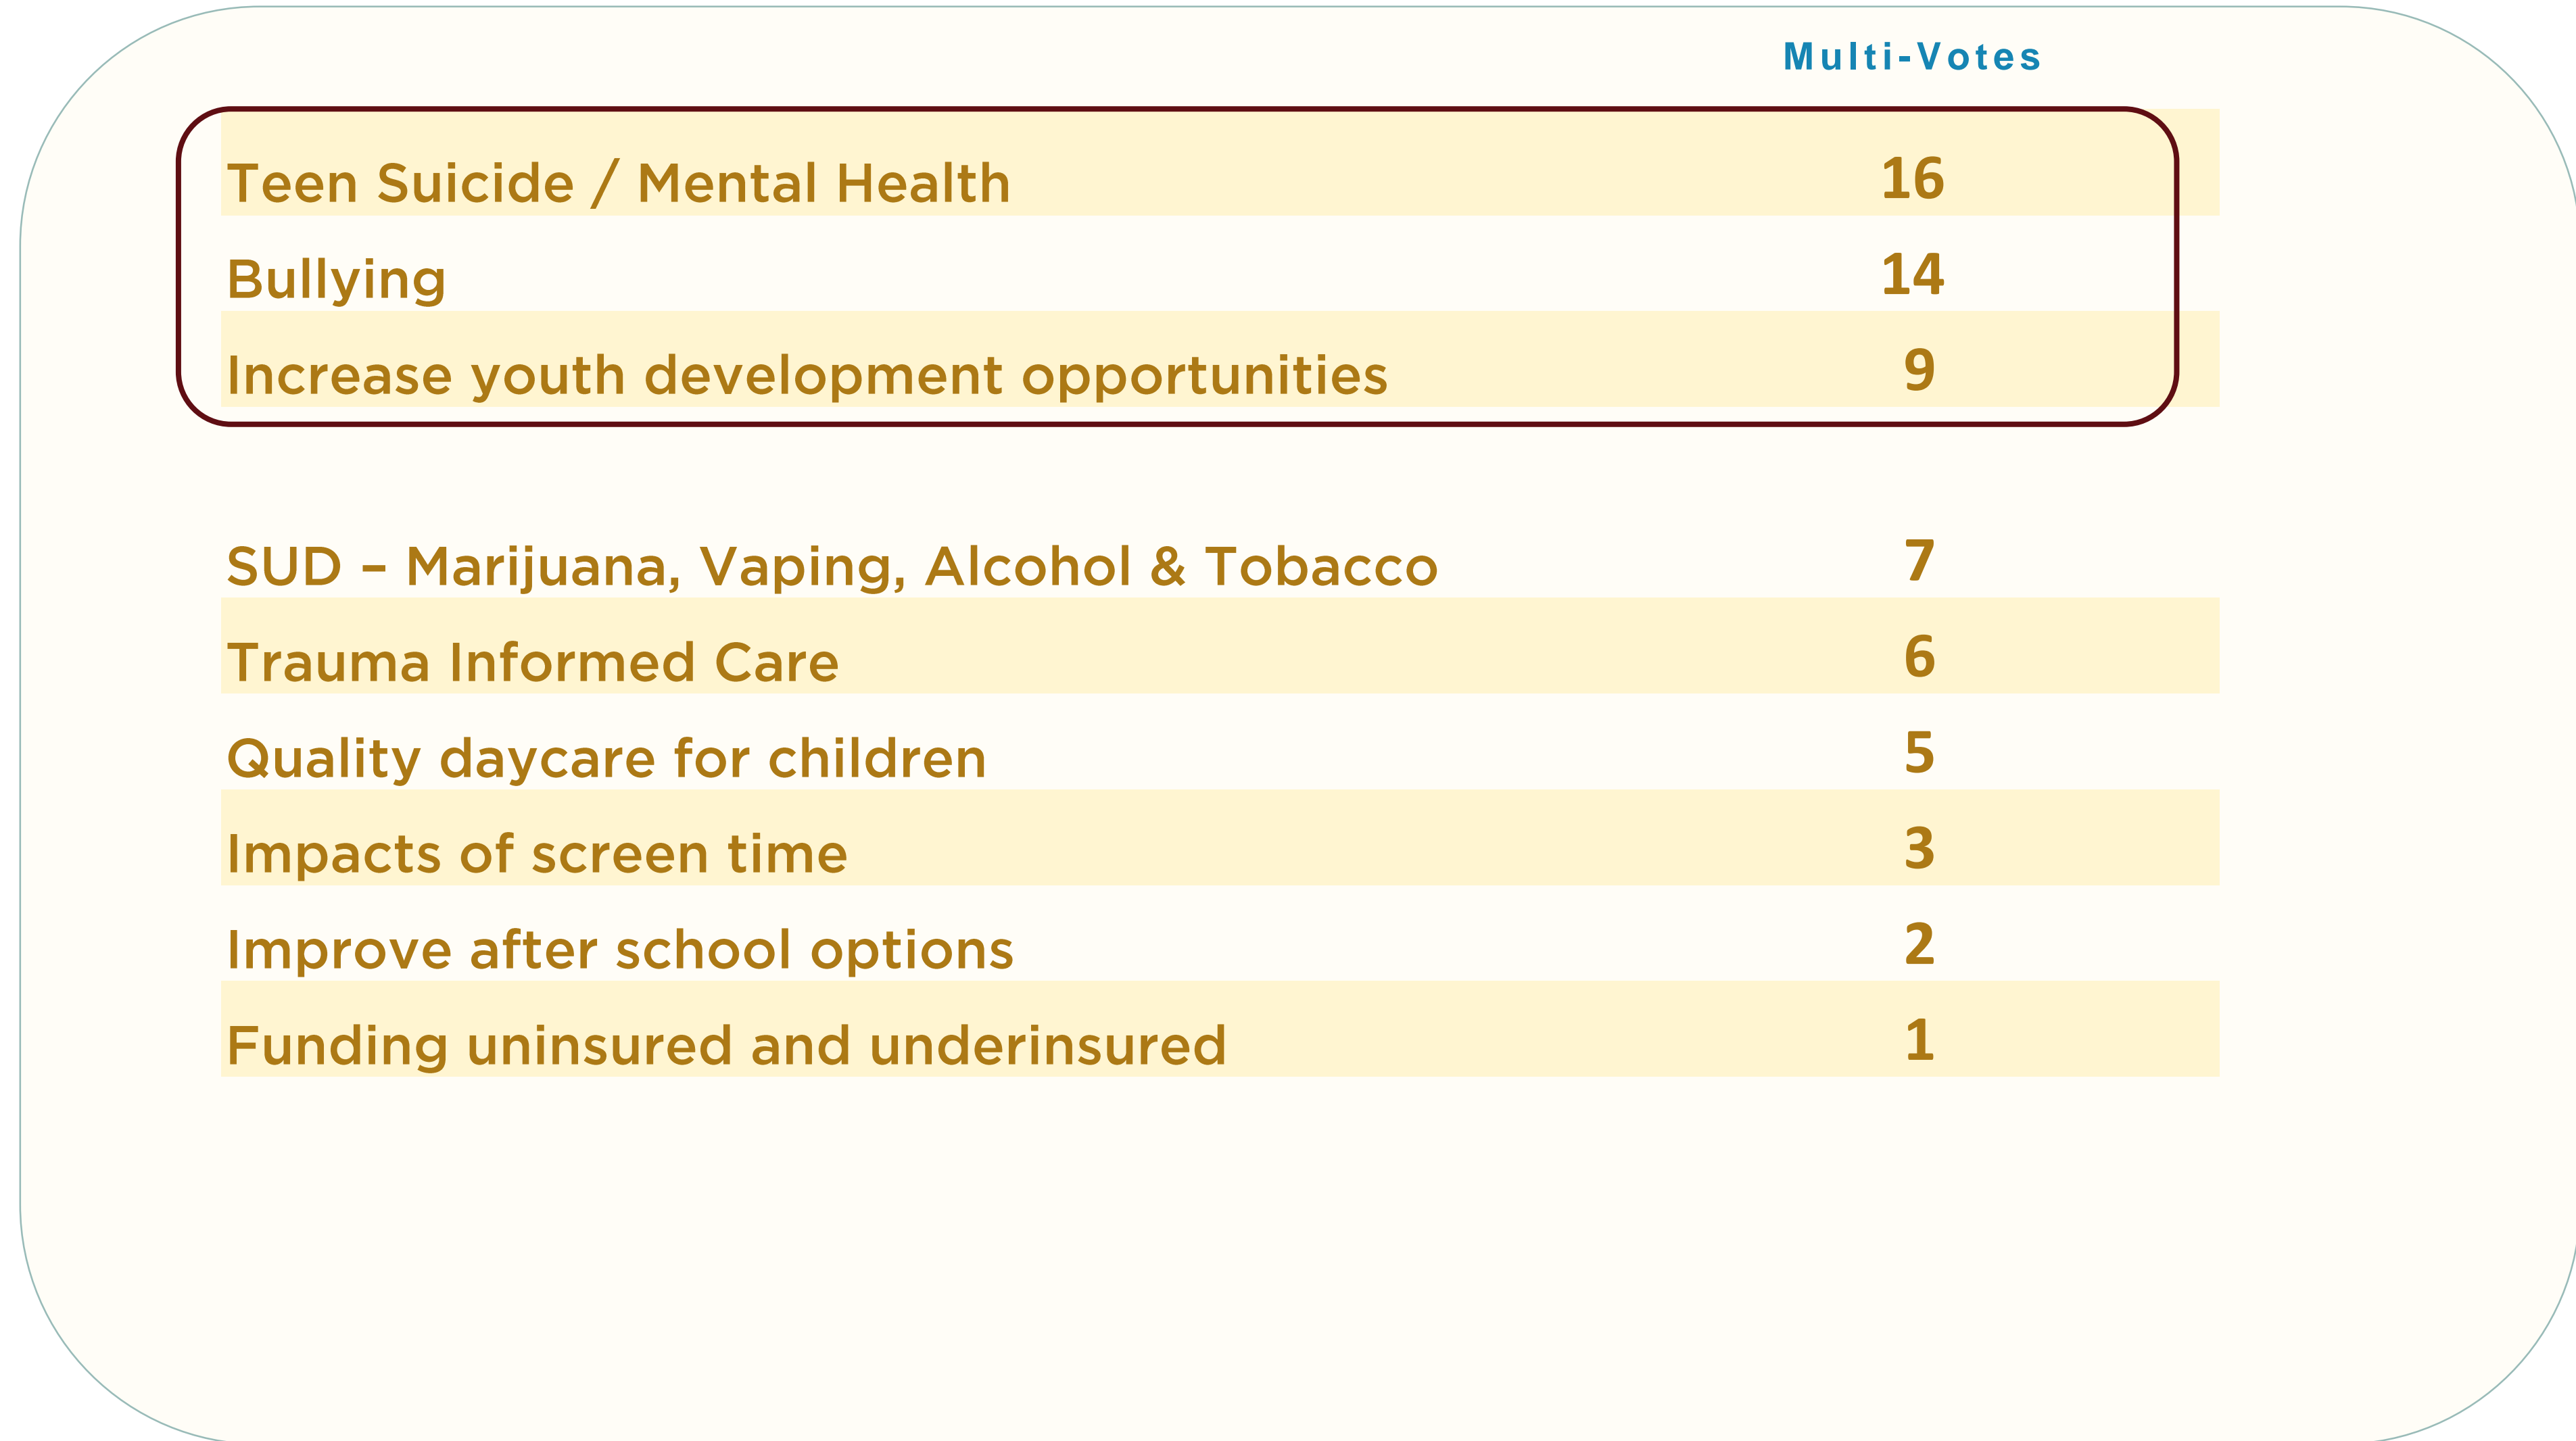 Multi-Votes
Teen Suicide / Mental Health 16
Bullying 14
Increase youth development opportunities 9
SUD – Marijuana, Vaping, Alcohol & Tobacco 7
Trauma Informed Care 6
Quality daycare for children 5
Impacts of screen time 3
Improve after school options 2
Funding uninsured and underinsured 1